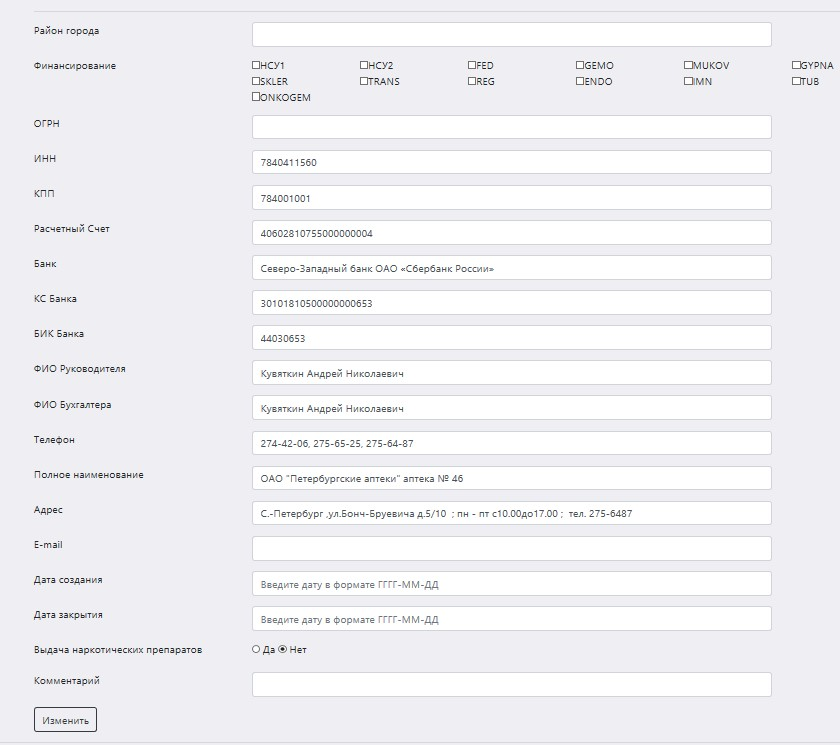 Район города
Финансирование
НСУ1 НСУ2 FED GEMO MUKOV GYPNA
SKLER TRANS REG ENDO IMN TUB
ONKOGEM
ОГРН
ИНН 7840411560
КПП 784001001
Расчетный Счет 40602810755000000004
Банк Северо-Западный банк ОАО «Сбербанк России»
КС Банка 30101810500000000653
БИК Банка 44030653
ФИО Руководителя Кувяткин Андрей Николаевич
ФИО Бухгалтера Кувяткин Андрей Николаевич
Телефон 274-42-06, 275-65-25, 275-64-87
Полное наименование ОАО "Петербургские аптеки" аптека № 46
Адрес С.-Петербург ,ул.Бонч-Бруевича д.5/10 ; пн - пт с10.00до17.00 ; тел. 275-6487
E-mail
Дата создания Введите дату в формате ГГГГ-ММ-ДД
Дата закрытия Введите дату в формате ГГГГ-ММ-ДД
Выдача наркотических препаратов Да Нет
Комментарий
Изменить